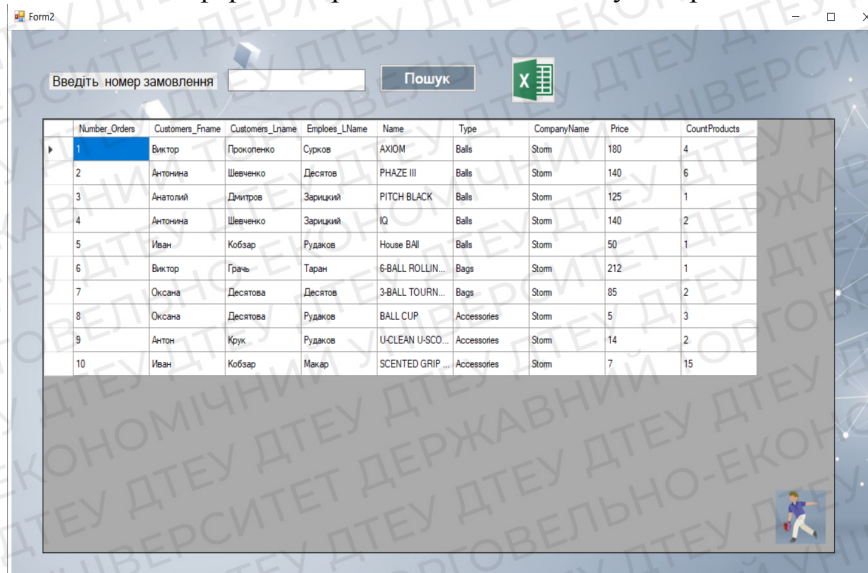 Form2
Введіть номер замовлення
Пошук
Number_Orders Customers_Fname Customers_Lname Emploes_LName Name Type CompanyName Price CountProducts
1 Виктор Прокопенко Сурков AXIOM Balls Storm 180 4
2 Антонина Шевченко Десятов PHAZE III Balls Storm 140 6
3 Анатолий Дмитров Зарицкий PITCH BLACK Balls Storm 125 1
4 Антонина Шевченко Зарицкий IQ Balls Storm 140 2
5 Иван Кобзар Рудаков House BAll Balls Storm 50 1
6 Виктор Грачь Таран 6-BALL ROLLIN... Bags Storm 212 1
7 Оксана Десятова Десятов 3-BALL TOURN... Bags Storm 85 2
8 Оксана Десятова Рудаков BALL CUP Accessories Storm 5 3
9 Антон Крук Рудаков U-CLEAN U-SCO... Accessories Storm 14 2
10 Иван Кобзар Макар SCENTED GRIP ... Accessories Storm 7 15